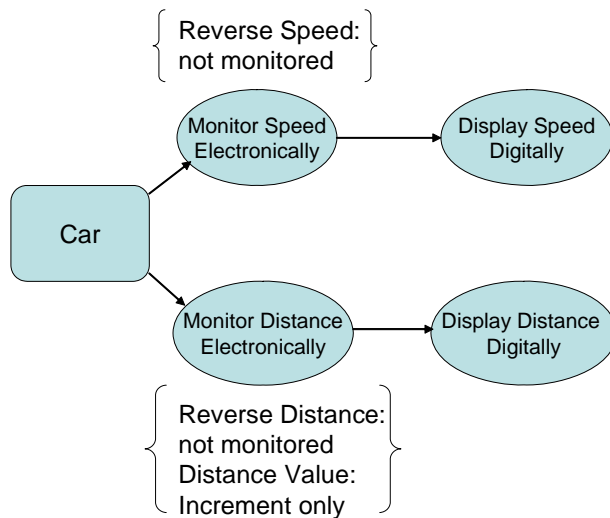 Reverse Speed:
not monitored
Monitor Speed
Electronically
Display Speed
Digitally
Car
Monitor Distance
Electronically
Display Distance
Digitally
Reverse Distance:
not monitored
Distance Value:
Increment only